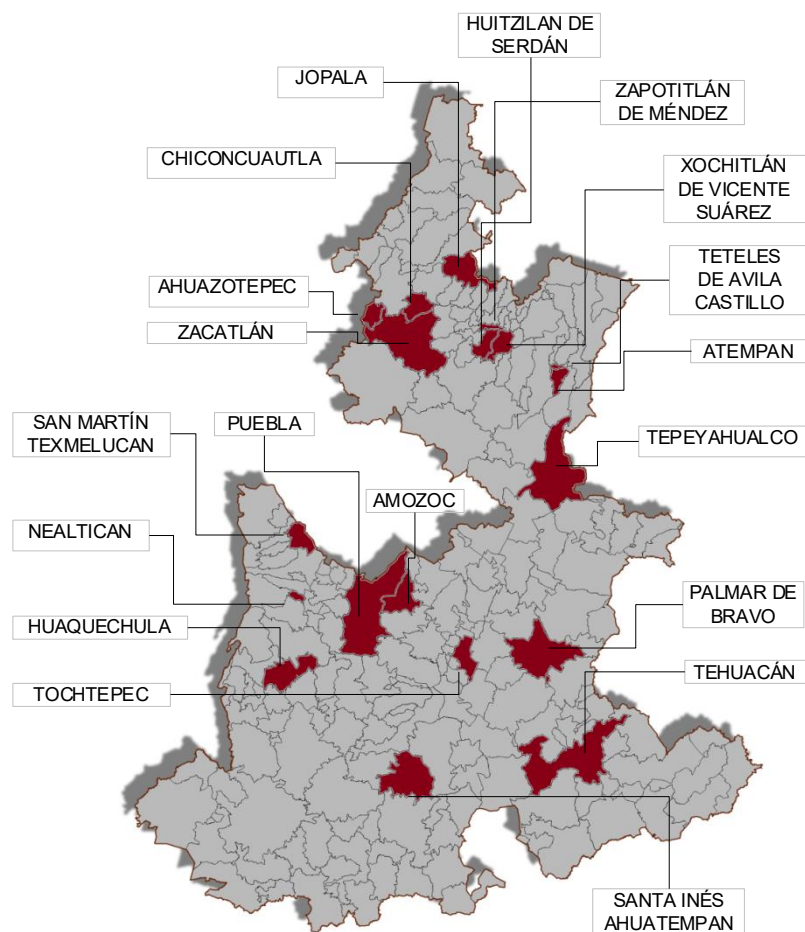 HUITZILAN DE
SERDÁN
JOPALA
ZAPOTITLÁN
DE MÉNDEZ
CHICONCUAUTLA
XOCHITLÁN
DE VICENTE
SUÁREZ
TETELES
DE AVILA
CASTILLO
AHUAZOTEPEC
ZACATLÁN
ATEMPAN
SAN MARTÍN
TEXMELUCAN
PUEBLA
TEPEYAHUALCO
AMOZOC
NEALTICAN
PALMAR DE
BRAVO
HUAQUECHULA
TEHUACÁN
TOCHTEPEC
SANTA INÉS
AHUATEMPAN